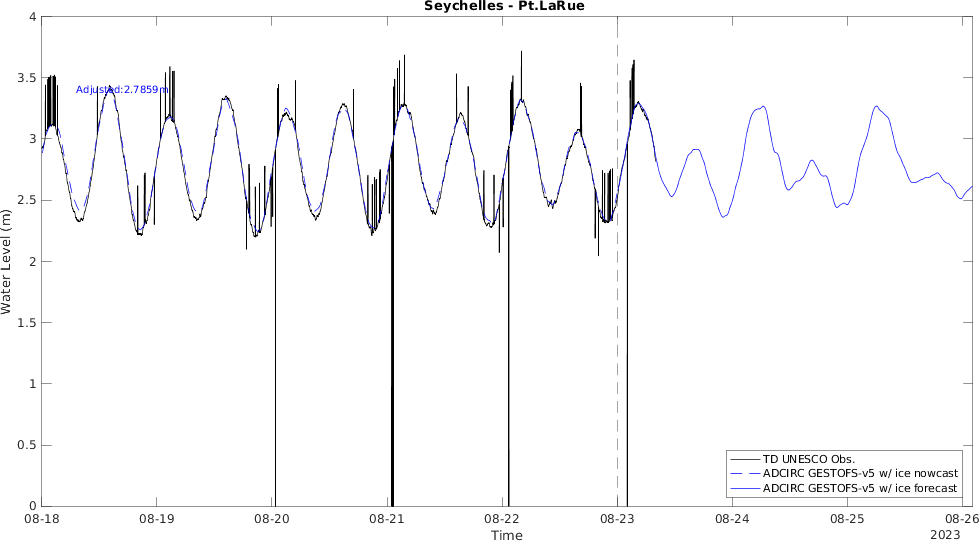 Seychelles - Pt.LaRue
4
3.5
3
2.5
2
1.5
1
0.5
0
Water Level (m)
Adjusted:2.7859m
TD UNESCO Obs.
ADCIRC GESTOFS-v5 w/ ice nowcast
ADCIRC GESTOFS-v5 w/ ice forecast
08-18 08-19 08-20 08-21 08-22 08-23 08-24 08-25 08-26
Time
2023